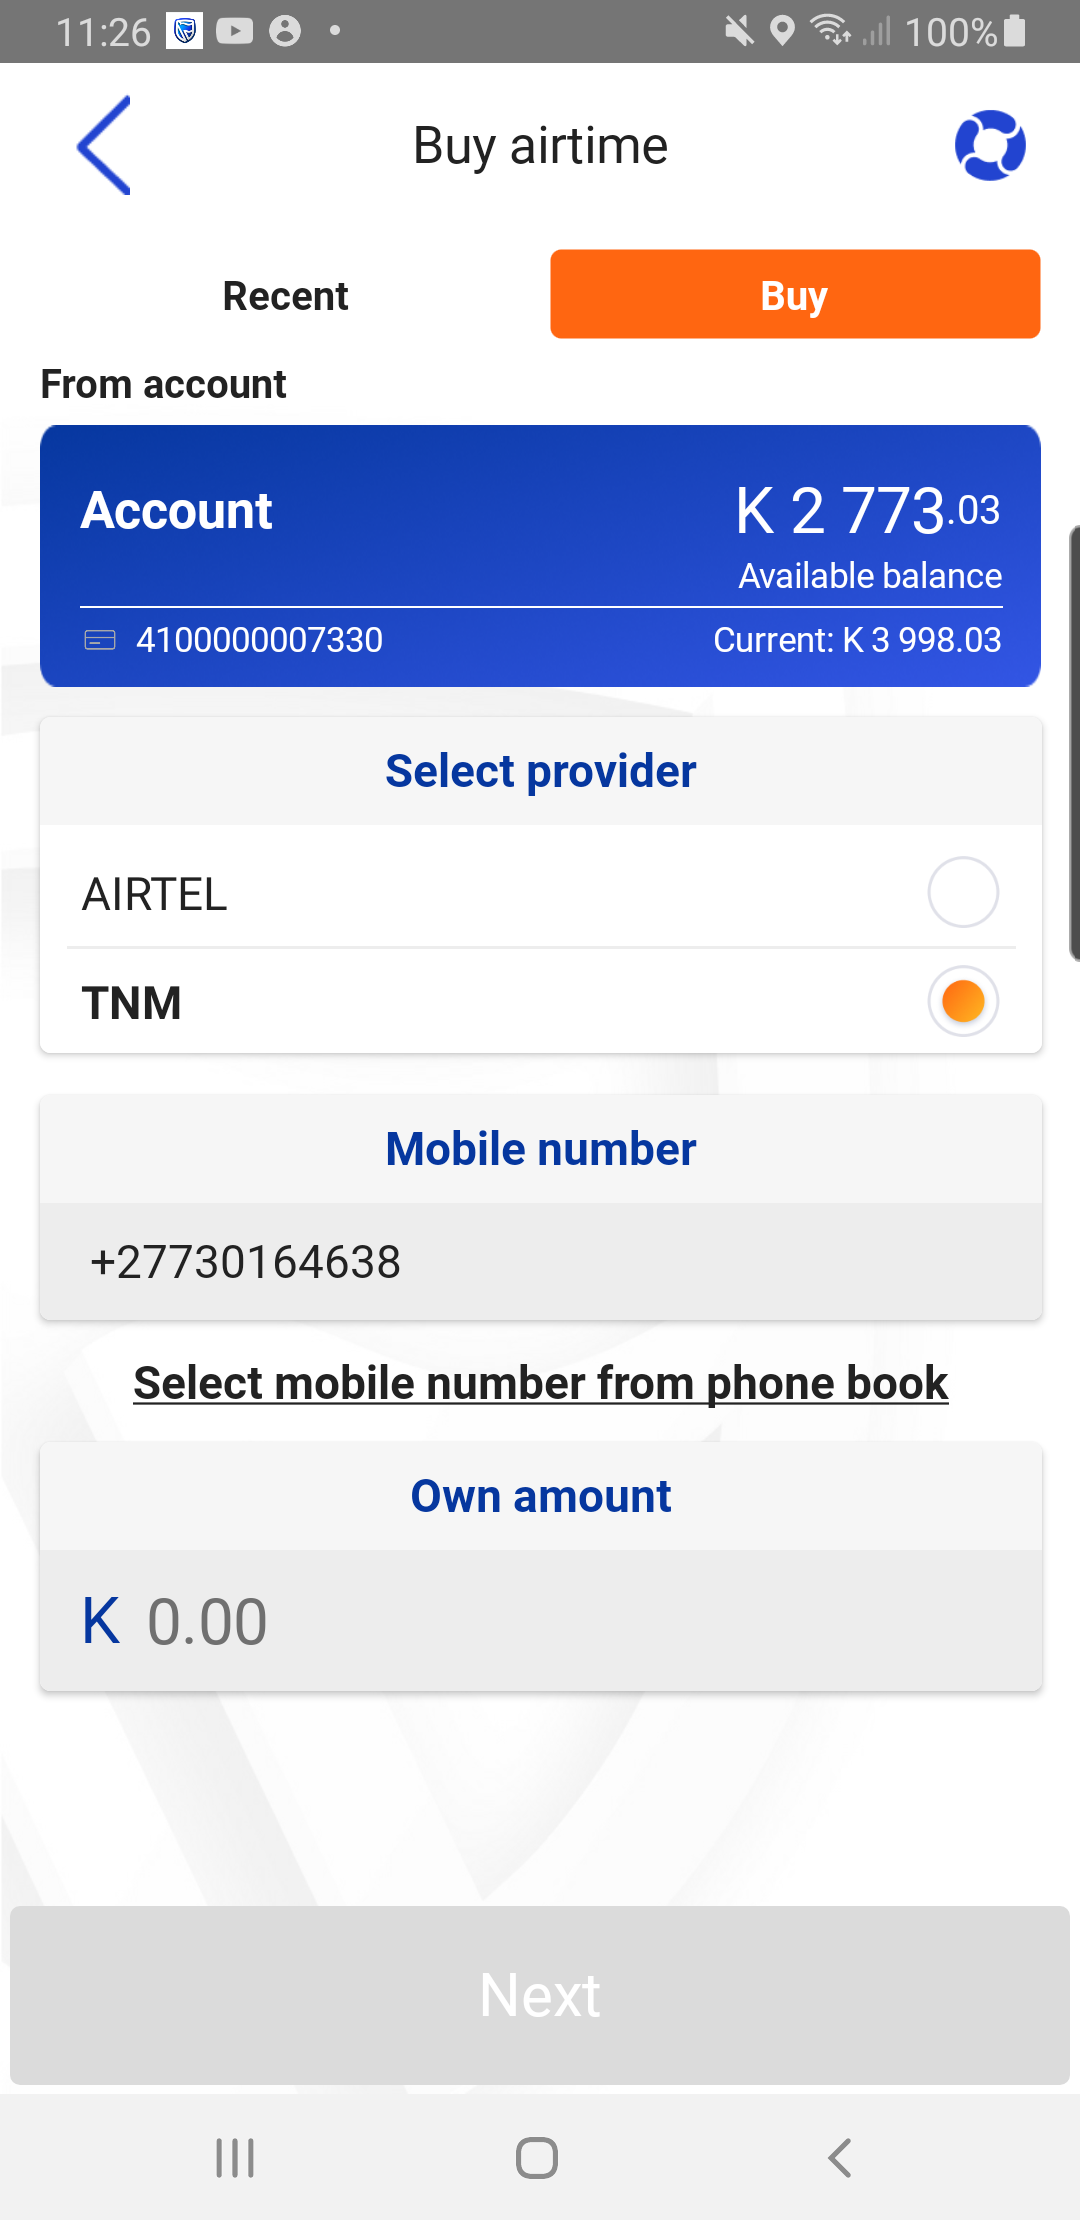 11:26 100%
Buy airtime
Recent Buy
From account
Account K 2 773.03
Available balance
4100000007330 Current: K 3 998.03
Select provider
AIRTEL
TNM
Mobile number
+27730164638
Select mobile number from phone book
Own amount
K 0.00
Next